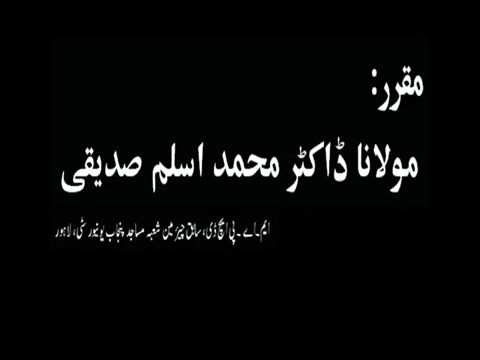 مقرر:
مولانا ڈاکٹر محمد اسلم صدیقی
ایم۔اے ۔ پی ایچ ڈی، سابق چیئرمین شعبہ مساجد پنجاب یونیورسٹی، لاہور